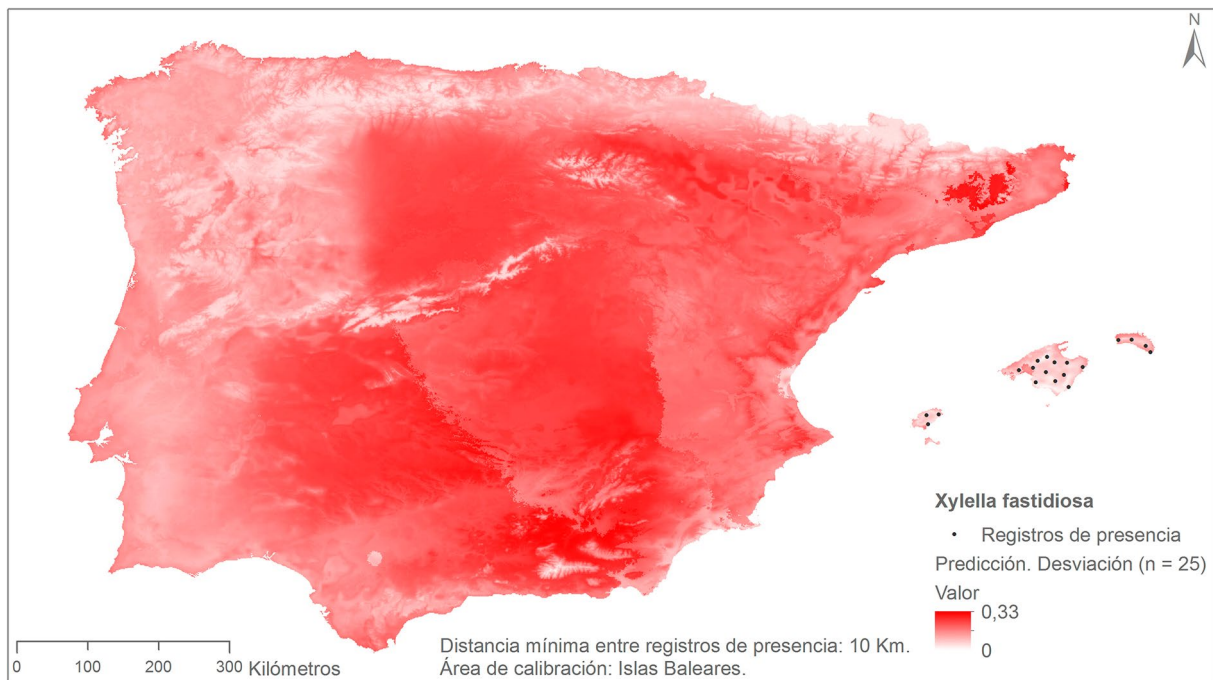 N
Xylella fastidiosa
Registros de presencia
Predicción. Desviación (n = 25)
Valor
0,33
0
0 100 200 300 Kilómetros
Distancia mínima entre registros de presencia: 10 Km.
Área de calibración: Islas Baleares.